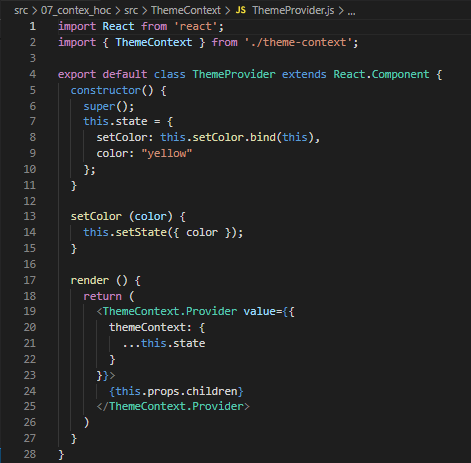 src > 07_contex_hoc > src > ThemeContext > JS ThemeProvider.js > ...
1 import React from 'react';
2 import { ThemeContext } from './theme-context';
3
4 export default class ThemeProvider extends React.Component {
5 constructor() {
6 super();
7 this.state = {
8 setColor: this.setColor.bind(this),
9 color: "yellow"
10 };
11 }
12
13 setColor (color) {
14 this.setState({ color });
15 }
16
17 render () {
18 return (
19 <ThemeContext.Provider value={{
20 themeContext: {
21 ...this.state
22 }
23 }}>
24 {this.props.children}
25 </ThemeContext.Provider>
26 )
27 }
28 }